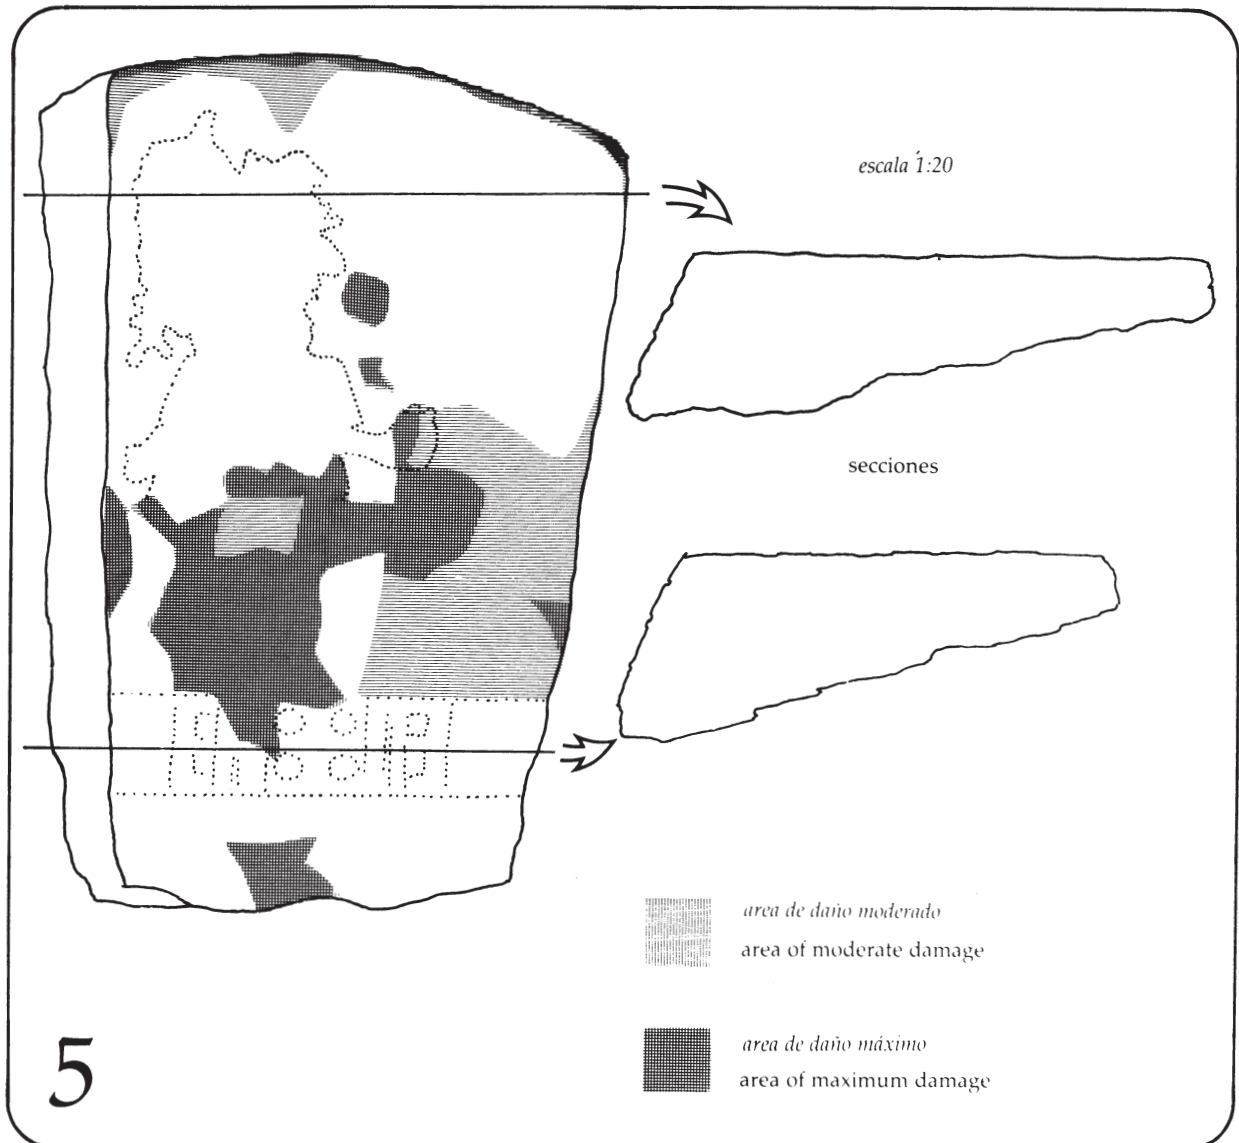 escala 1:20
secciones
area de daño moderado
area of moderate damage
area de daño máximo
area of maximum damage
5